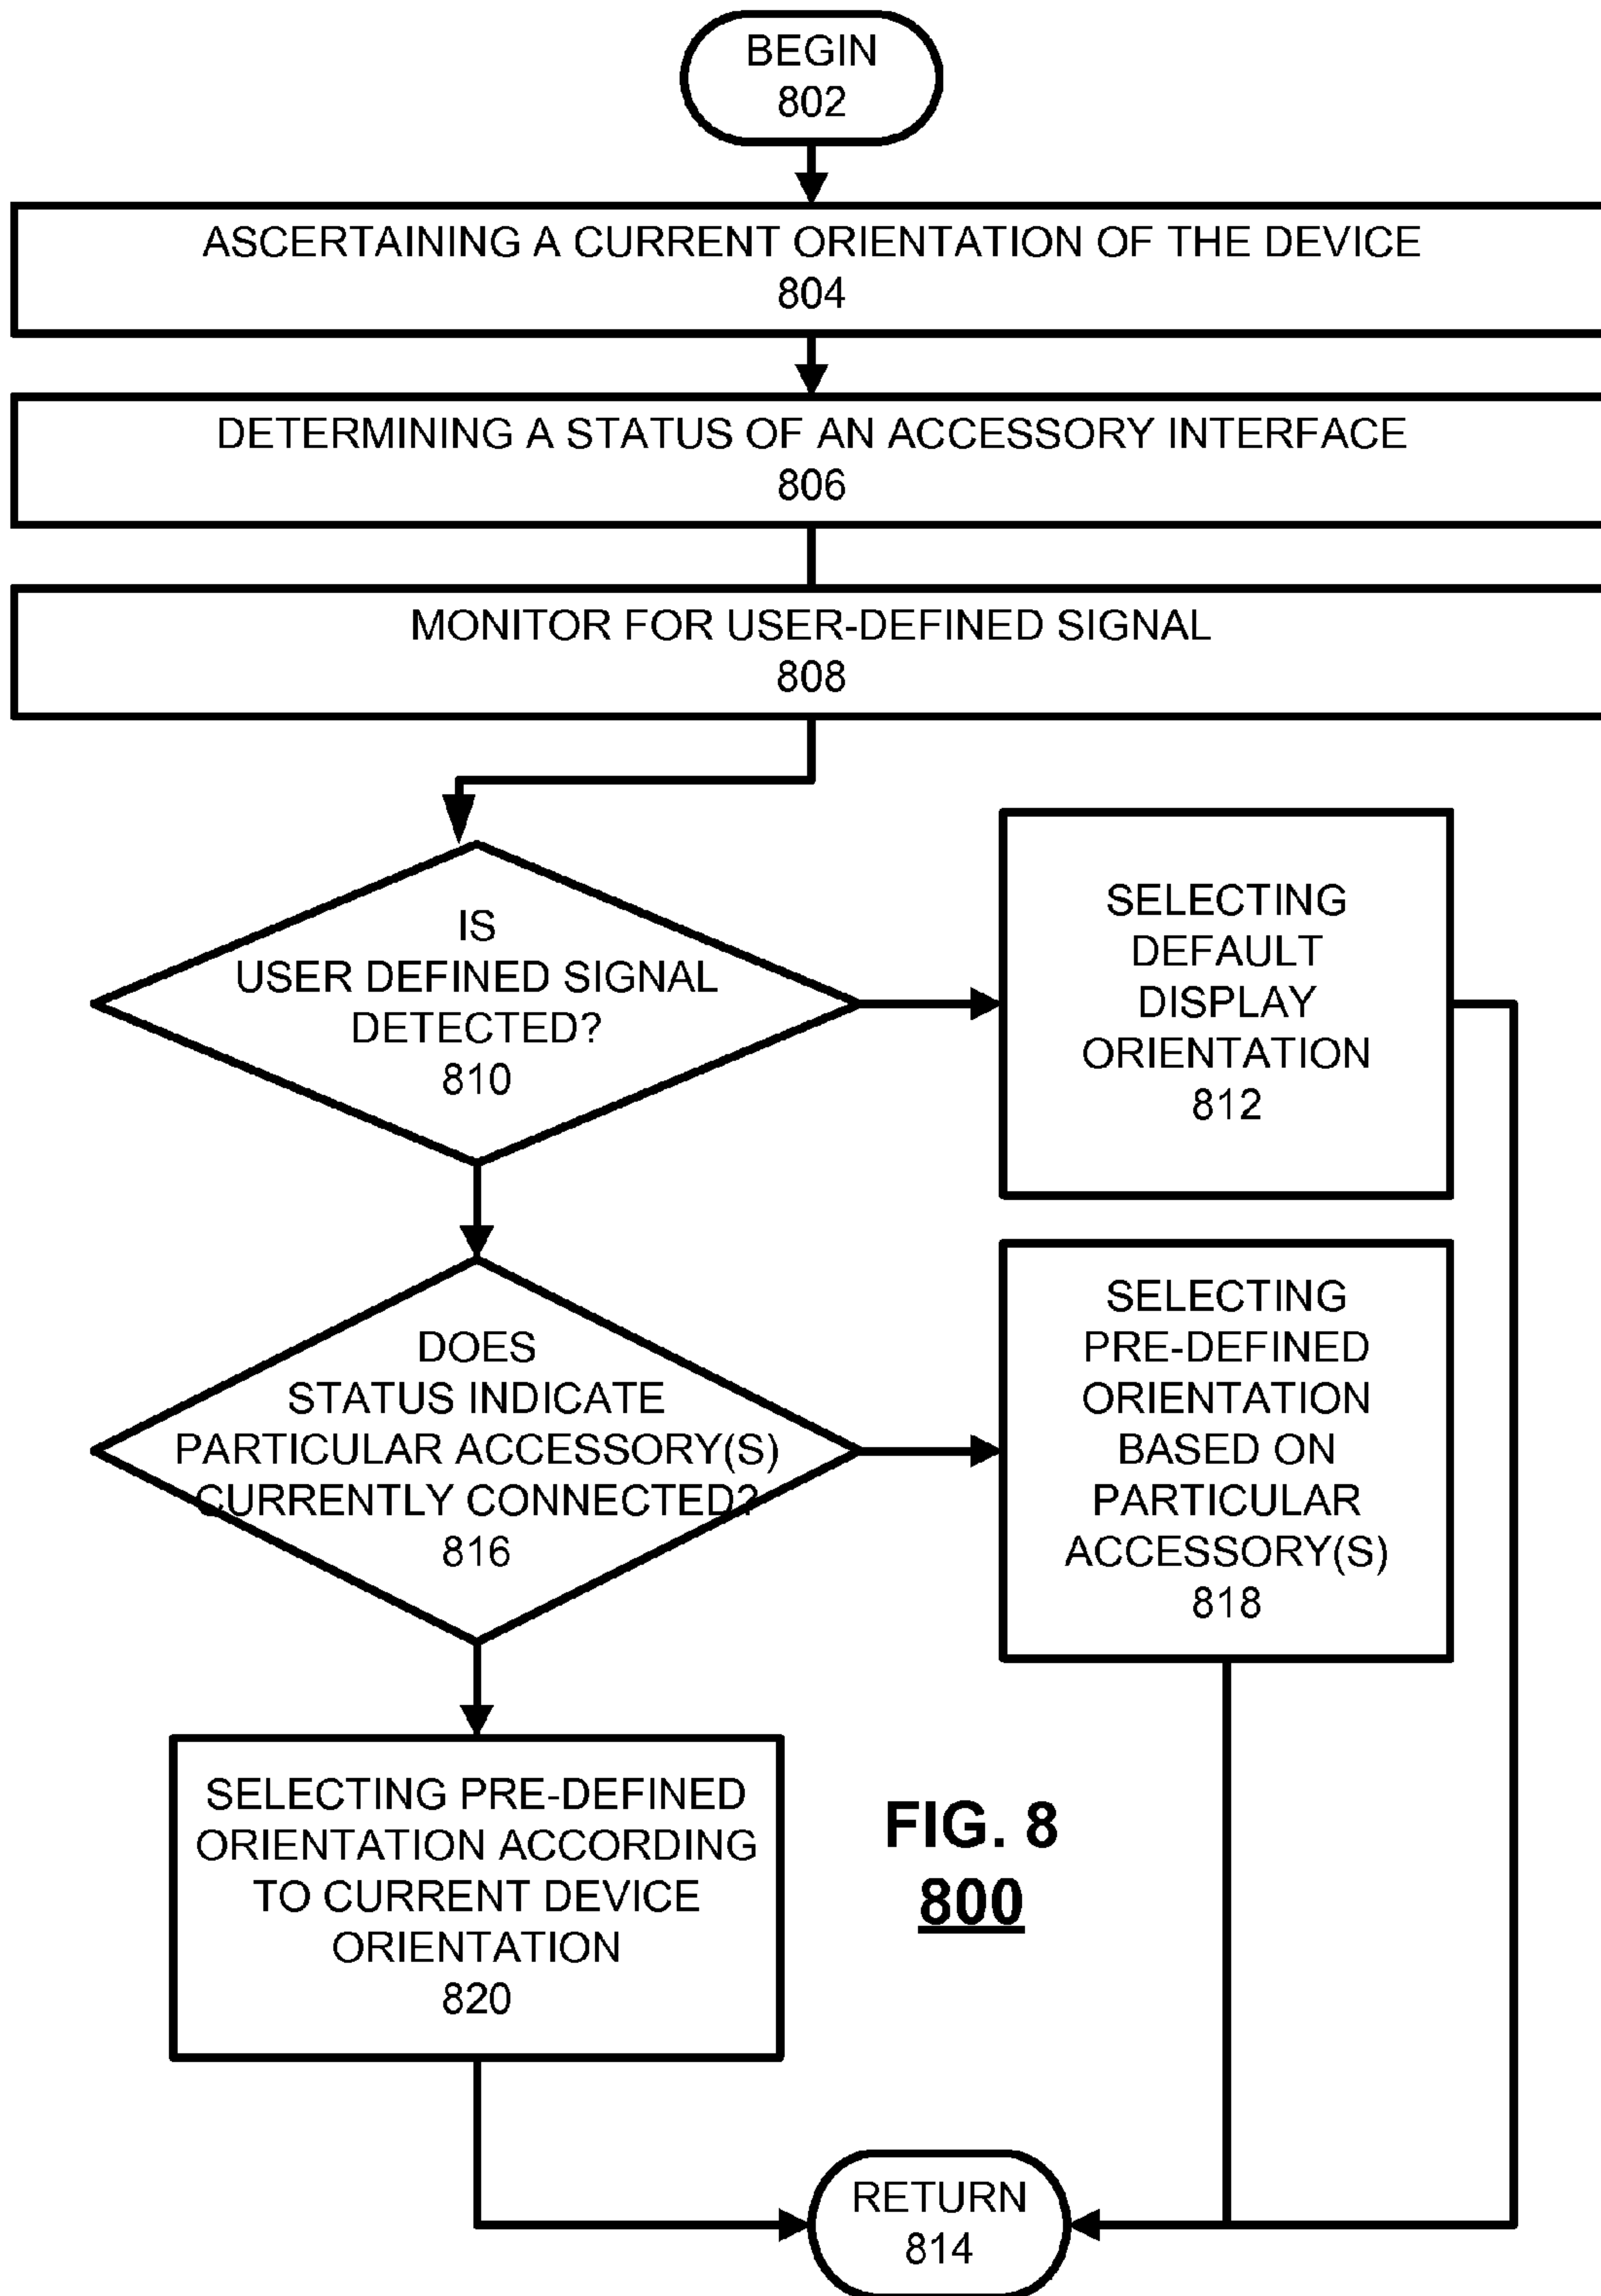 BEGIN
802
ASCERTAINING A CURRENT ORIENTATION OF THE DEVICE
804
DETERMINING A STATUS OF AN ACCESSORY INTERFACE
806
MONITOR FOR USER-DEFINED SIGNAL
808
IS
USER DEFINED SIGNAL
DETECTED?
810
SELECTING
DEFAULT
DISPLAY
ORIENTATION
812
DOES
STATUS INDICATE
PARTICULAR ACCESSORY(S)
CURRENTLY CONNECTED?
816
SELECTING
PRE-DEFINED
ORIENTATION
BASED ON
PARTICULAR
ACCESSORY(S)
818
SELECTING PRE-DEFINED
ORIENTATION ACCORDING
TO CURRENT DEVICE
ORIENTATION
820
FIG. 8
800
RETURN
814